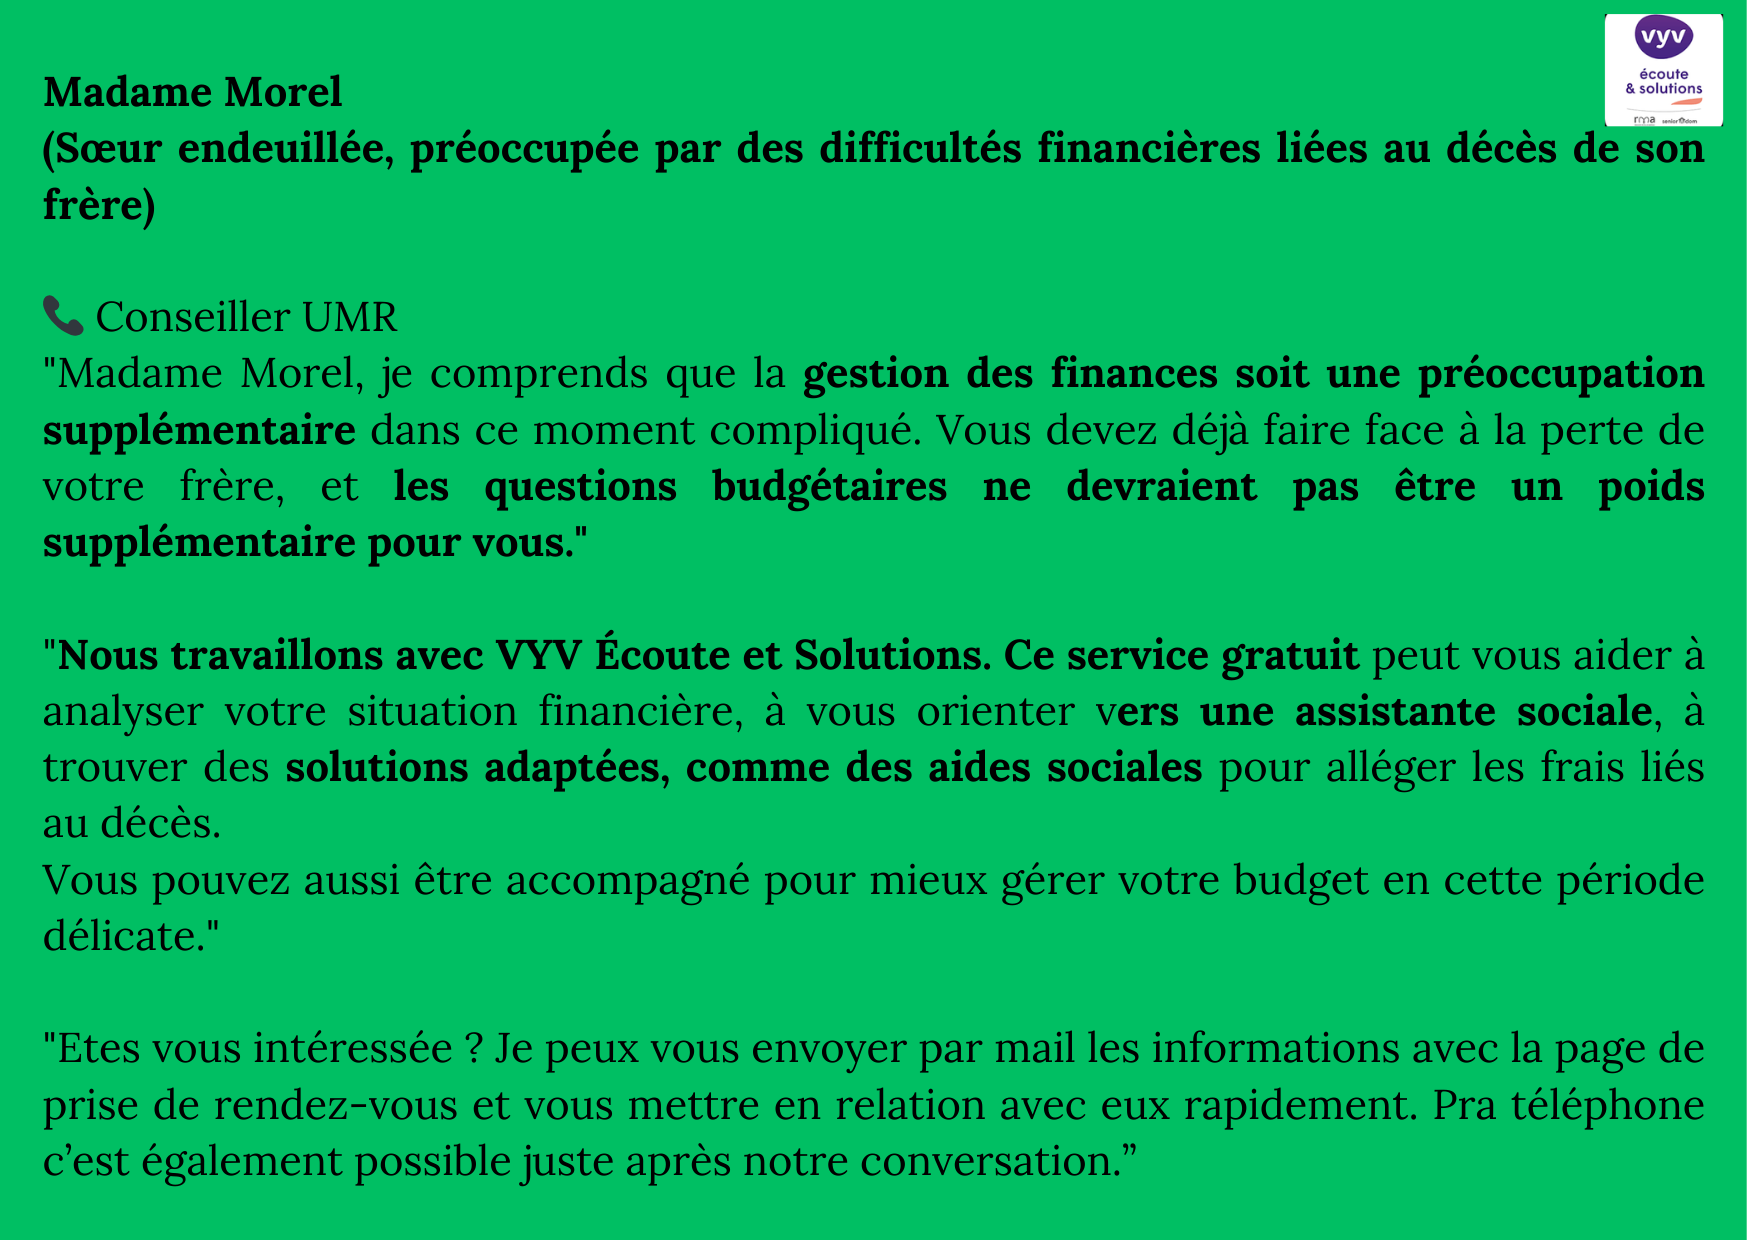 vyv
écoute
& solutions
rma senior@dom
Madame Morel
(Sœur endeuillée, préoccupée par des difficultés financières liées au décès de son
frère)
📞 Conseiller UMR
"Madame Morel, je comprends que la gestion des finances soit une préoccupation
supplémentaire dans ce moment compliqué. Vous devez déjà faire face à la perte de
votre frère, et les questions budgétaires ne devraient pas être un poids
supplémentaire pour vous."
"Nous travaillons avec VYV Écoute et Solutions. Ce service gratuit peut vous aider à
analyser votre situation financière, à vous orienter vers une assistante sociale, à
trouver des solutions adaptées, comme des aides sociales pour alléger les frais liés
au décès.
Vous pouvez aussi être accompagné pour mieux gérer votre budget en cette période
délicate."
"Etes vous intéressée ? Je peux vous envoyer par mail les informations avec la page de
prise de rendez-vous et vous mettre en relation avec eux rapidement. Pra téléphone
c’est également possible juste après notre conversation.”